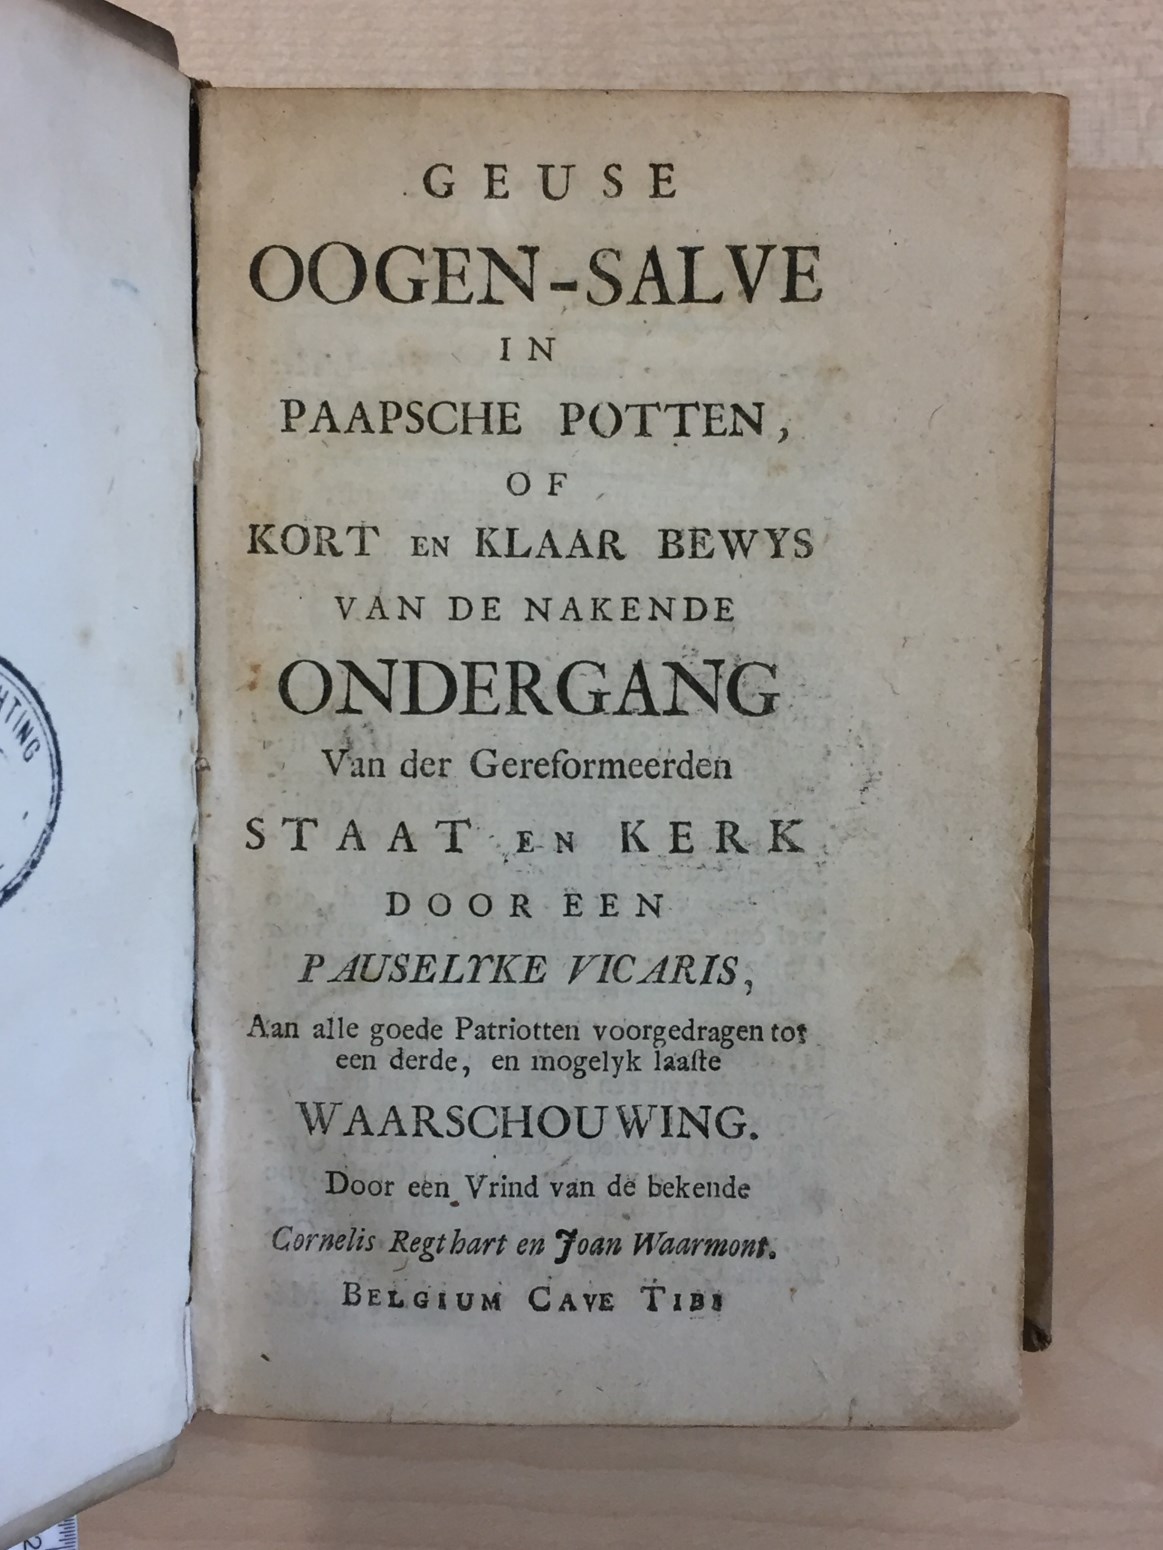 GEUSE
OOGEN-SALVE
IN
PAAPSCHE POTTEN,
OF
KORT EN KLAAR BEWYS
VAN DE NAKENDE
ONDERGANG
Van der Gereformeerden
STAAT EN KERK
DOOR EEN
PAUSELYKE VICARIS,
Aan alle goede Patriotten voorgedragen tot
een derde, en mogelyk laaſte
WAARSCHOUWING.
Door een Vrind van de bekende
Cornelis Regthart en Joan Waarmont.
BELGIUM CAVE TIBI
2